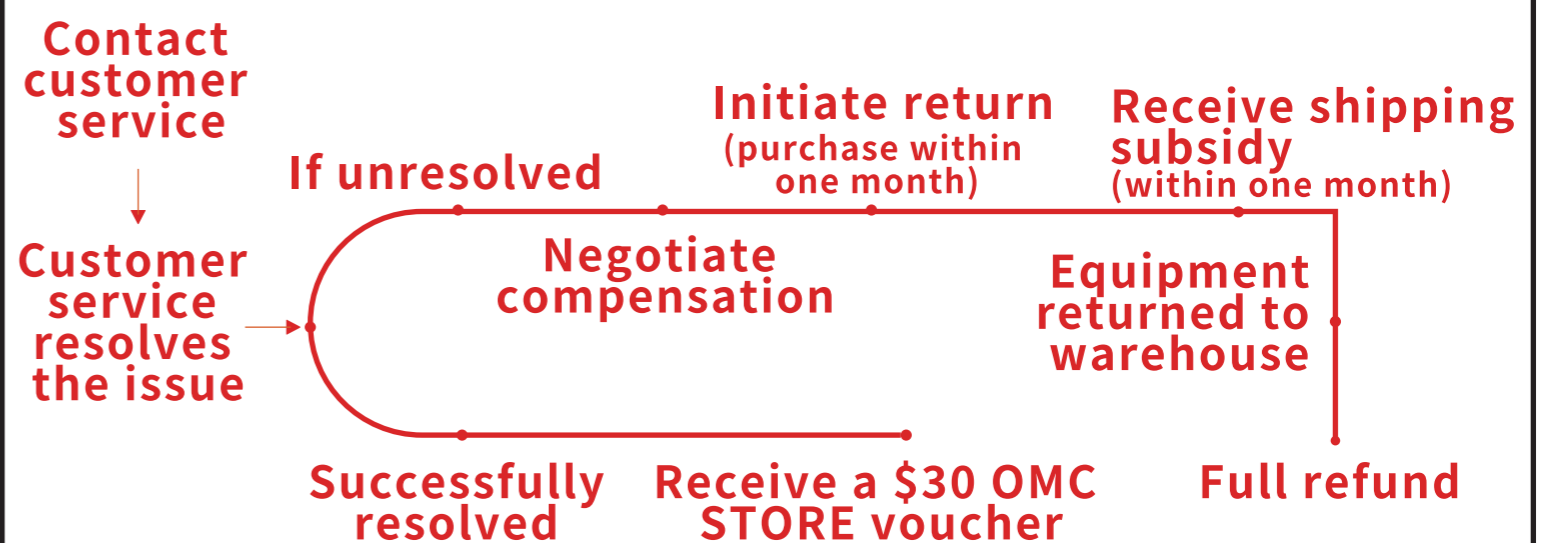 Contact
customer
service
Customer
service
resolves
the issue
If unresolved
Negotiate
compensation
Initiate return
(purchase within
one month)
Receive shipping
subsidy
(within one month)
Equipment
returned to
warehouse
Full refund
Successfully
resolved
Receive a $30 OMC
STORE voucher